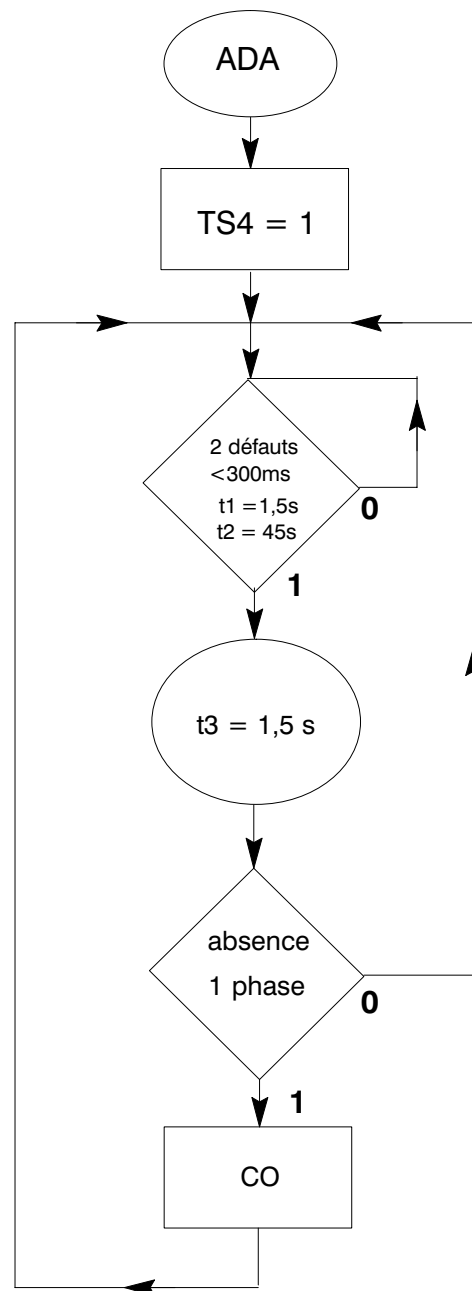 ADA
TS4 = 1
2 défauts
<300ms
t1 =1,5s
t2 = 45s
0
1
t3 = 1,5 s
absence
1 phase
0
1
CO